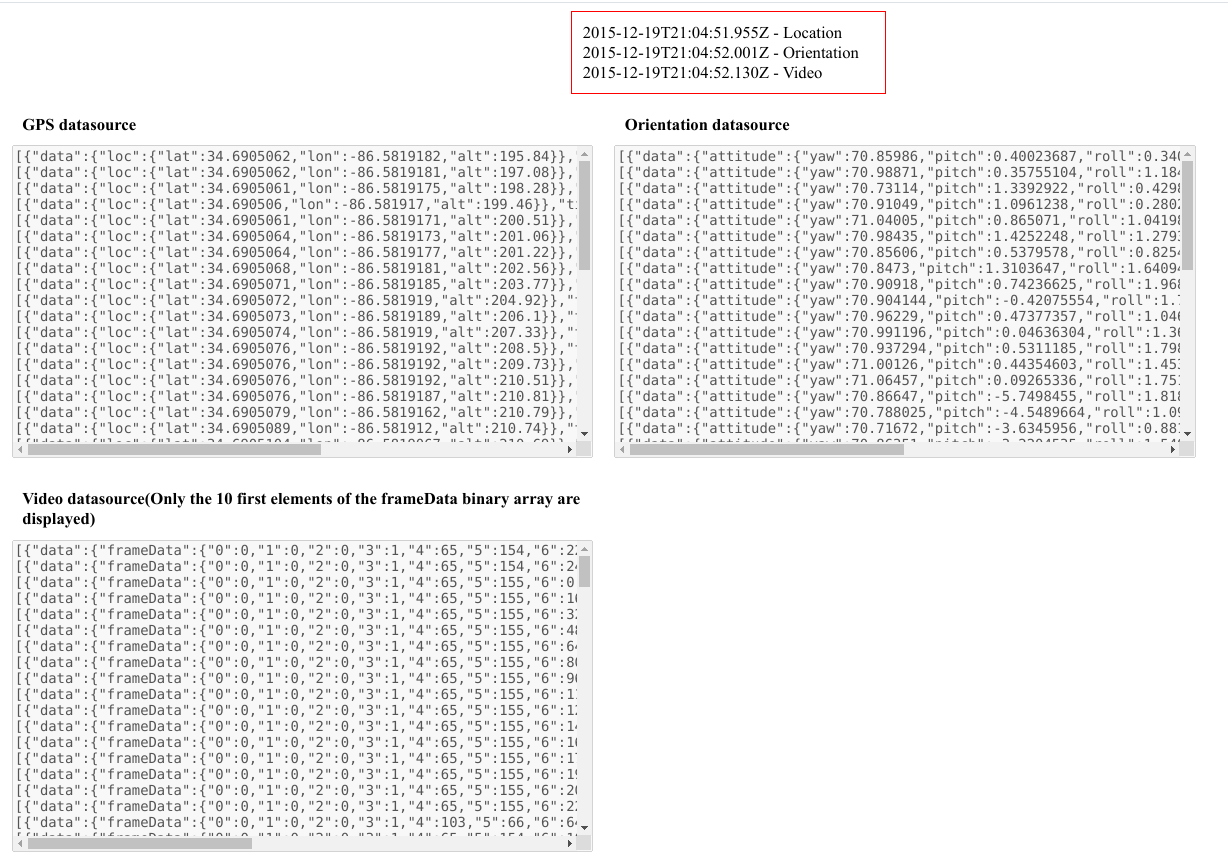 2015-12-19T21:04:51.955Z - Location
2015-12-19T21:04:52.001Z - Orientation
2015-12-19T21:04:52.130Z - Video
GPS datasource
[{"data":{"loc":{"lat":34.6905062,"lon":-86.5819182,"alt":195.84}},
[{"data":{"loc":{"lat":34.6905062,"lon":-86.5819181,"alt":197.08}},
[{"data":{"loc":{"lat":34.6905061,"lon":-86.5819175,"alt":198.28}},
[{"data":{"loc":{"lat":34.690506,"lon":-86.581917,"alt":199.46}},"t
[{"data":{"loc":{"lat":34.6905061,"lon":-86.5819171,"alt":200.51}},
[{"data":{"loc":{"lat":34.6905064,"lon":-86.5819173,"alt":201.06}},
[{"data":{"loc":{"lat":34.6905064,"lon":-86.5819177,"alt":201.22}},
[{"data":{"loc":{"lat":34.6905068,"lon":-86.5819181,"alt":202.56}},
[{"data":{"loc":{"lat":34.6905071,"lon":-86.5819185,"alt":203.77}},
[{"data":{"loc":{"lat":34.6905072,"lon":-86.581919,"alt":204.92}},"
[{"data":{"loc":{"lat":34.6905073,"lon":-86.5819189,"alt":206.1}},"
[{"data":{"loc":{"lat":34.6905074,"lon":-86.581919,"alt":207.33}},"
[{"data":{"loc":{"lat":34.6905076,"lon":-86.5819192,"alt":208.5}},"
[{"data":{"loc":{"lat":34.6905076,"lon":-86.5819192,"alt":209.73}},
[{"data":{"loc":{"lat":34.6905076,"lon":-86.5819192,"alt":210.51}},
[{"data":{"loc":{"lat":34.6905076,"lon":-86.5819187,"alt":210.81}},
[{"data":{"loc":{"lat":34.6905079,"lon":-86.5819162,"alt":210.79}},
[{"data":{"loc":{"lat":34.6905089,"lon":-86.581912,"alt":210.74}},"
Orientation datasource
[{"data":{"attitude":{"yaw":70.85986,"pitch":0.40023687,"roll":0.34
[{"data":{"attitude":{"yaw":70.98871,"pitch":0.35755104,"roll":1.184
[{"data":{"attitude":{"yaw":70.73114,"pitch":1.3392922,"roll":0.4298
[{"data":{"attitude":{"yaw":70.91049,"pitch":1.0961238,"roll":0.280
[{"data":{"attitude":{"yaw":71.04005,"pitch":0.865071,"roll":1.0419
[{"data":{"attitude":{"yaw":70.98435,"pitch":1.4252248,"roll":1.279
[{"data":{"attitude":{"yaw":70.85606,"pitch":0.5379578,"roll":0.825
[{"data":{"attitude":{"yaw":70.8473,"pitch":1.3103647,"roll":1.6409
[{"data":{"attitude":{"yaw":70.90918,"pitch":0.74236625,"roll":1.96
[{"data":{"attitude":{"yaw":70.904144,"pitch":-0.42075554,"roll":1.
[{"data":{"attitude":{"yaw":70.96229,"pitch":0.47377357,"roll":1.04
[{"data":{"attitude":{"yaw":70.991196,"pitch":0.04636304,"roll":1.3
[{"data":{"attitude":{"yaw":70.937294,"pitch":0.5311185,"roll":1.79
[{"data":{"attitude":{"yaw":71.00126,"pitch":0.44354603,"roll":1.45
[{"data":{"attitude":{"yaw":71.06457,"pitch":0.09265336,"roll":1.75
[{"data":{"attitude":{"yaw":70.86647,"pitch":-5.7498455,"roll":1.81
[{"data":{"attitude":{"yaw":70.788025,"pitch":-4.5489664,"roll":1.0
[{"data":{"attitude":{"yaw":70.71672,"pitch":-3.6345956,"roll":0.88
Video datasource(Only the 10 first elements of the frameData binary array are
displayed)
[{"data":{"frameData":{"0":0,"1":0,"2":0,"3":1,"4":65,"5":154,"6":22
[{"data":{"frameData":{"0":0,"1":0,"2":0,"3":1,"4":65,"5":154,"6":24
[{"data":{"frameData":{"0":0,"1":0,"2":0,"3":1,"4":65,"5":155,"6":0
[{"data":{"frameData":{"0":0,"1":0,"2":0,"3":1,"4":65,"5":155,"6":16
[{"data":{"frameData":{"0":0,"1":0,"2":0,"3":1,"4":65,"5":155,"6":32
[{"data":{"frameData":{"0":0,"1":0,"2":0,"3":1,"4":65,"5":155,"6":48
[{"data":{"frameData":{"0":0,"1":0,"2":0,"3":1,"4":65,"5":155,"6":64
[{"data":{"frameData":{"0":0,"1":0,"2":0,"3":1,"4":65,"5":155,"6":80
[{"data":{"frameData":{"0":0,"1":0,"2":0,"3":1,"4":65,"5":155,"6":96
[{"data":{"frameData":{"0":0,"1":0,"2":0,"3":1,"4":65,"5":155,"6":11
[{"data":{"frameData":{"0":0,"1":0,"2":0,"3":1,"4":65,"5":155,"6":12
[{"data":{"frameData":{"0":0,"1":0,"2":0,"3":1,"4":65,"5":155,"6":14
[{"data":{"frameData":{"0":0,"1":0,"2":0,"3":1,"4":65,"5":155,"6":16
[{"data":{"frameData":{"0":0,"1":0,"2":0,"3":1,"4":65,"5":155,"6":17
[{"data":{"frameData":{"0":0,"1":0,"2":0,"3":1,"4":65,"5":155,"6":19
[{"data":{"frameData":{"0":0,"1":0,"2":0,"3":1,"4":65,"5":155,"6":20
[{"data":{"frameData":{"0":0,"1":0,"2":0,"3":1,"4":65,"5":155,"6":22
[{"data":{"frameData":{"0":0,"1":0,"2":0,"3":1,"4":103,"5":66,"6":64